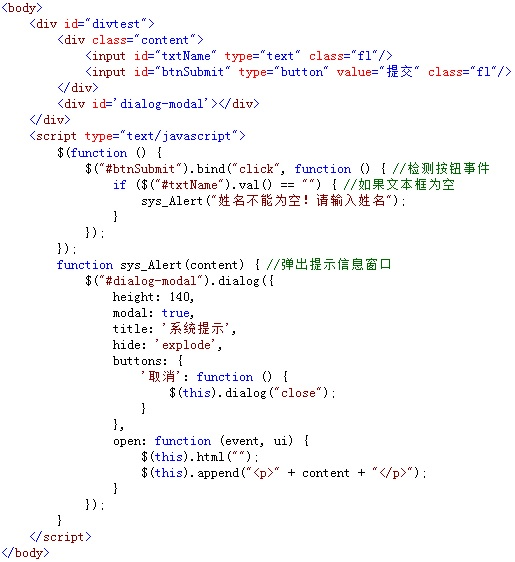 <body>
    <div id="divtest">
        <div class="content">
            <input id="txtName" type="text" class="fl"/>
            <input id="btnSubmit" type="button" value="提交" class="fl"/>
        </div>
        <div id='dialog-modal'></div>
    </div>
    <script type="text/javascript">
        $(function () {
            $("#btnSubmit").bind("click", function () { //检测按钮事件
                if ($("#txtName").val() == "") { //如果文本框为空
                    sys_Alert("姓名不能为空！请输入姓名");
                }
            });
        });
        function sys_Alert(content) { //弹出提示信息窗口
            $("#dialog-modal").dialog({
                height: 140,
                modal: true,
                title: '系统提示',
                hide: 'explode',
                buttons: {
                    '取消': function () {
                        $(this).dialog("close");
                    }
                },
                open: function (event, ui) {
                    $(this).html("");
                    $(this).append("<p>" + content + "</p>");
                }
            });
        }
    </script>
</body>